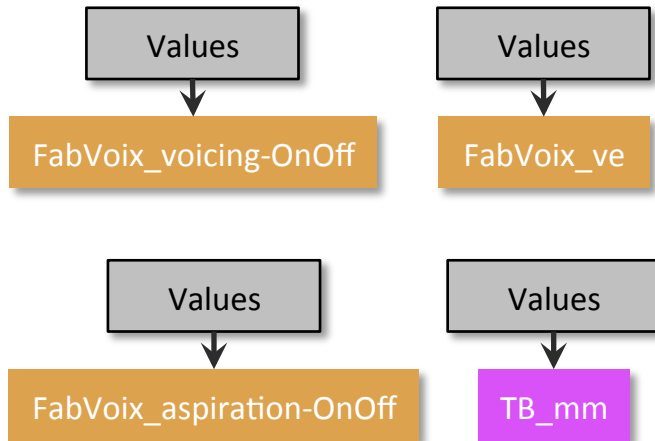 Values
Values
FabVoix_voicing-OnOff
FabVoix_ve
Values
Values
FabVoix_aspiration-OnOff
TB_mm